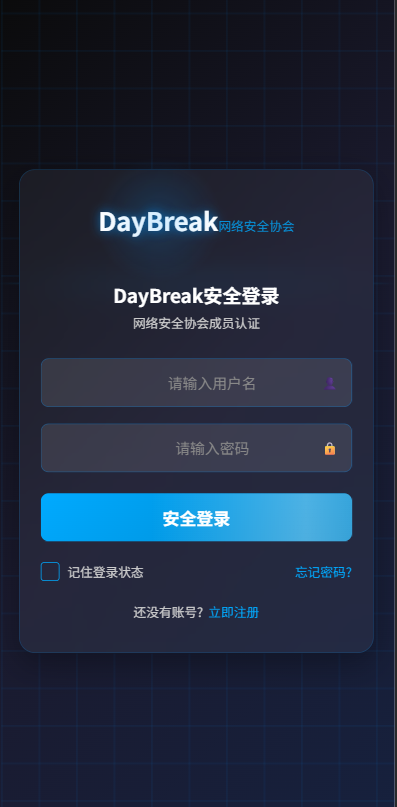 DayBreak网络安全协会
DayBreak安全登录
网络安全协会成员认证
请输入用户名
请输入密码
安全登录
记住登录状态 忘记密码?
还没有账号? 立即注册